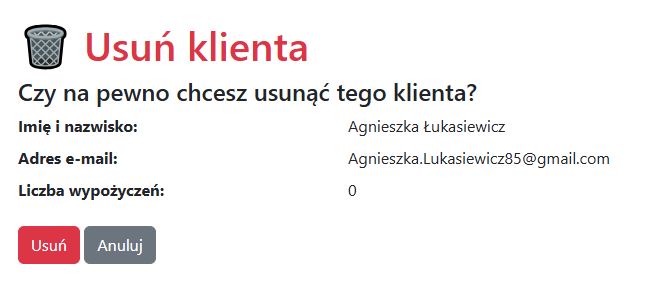 Usuń klienta
Czy na pewno chcesz usunąć tego klienta?
Imię i nazwisko: Agnieszka Łukasiewicz
Adres e-mail: Agnieszka.Lukasiewicz85@gmail.com
Liczba wypożyczeń: 0
Usuń Anuluj